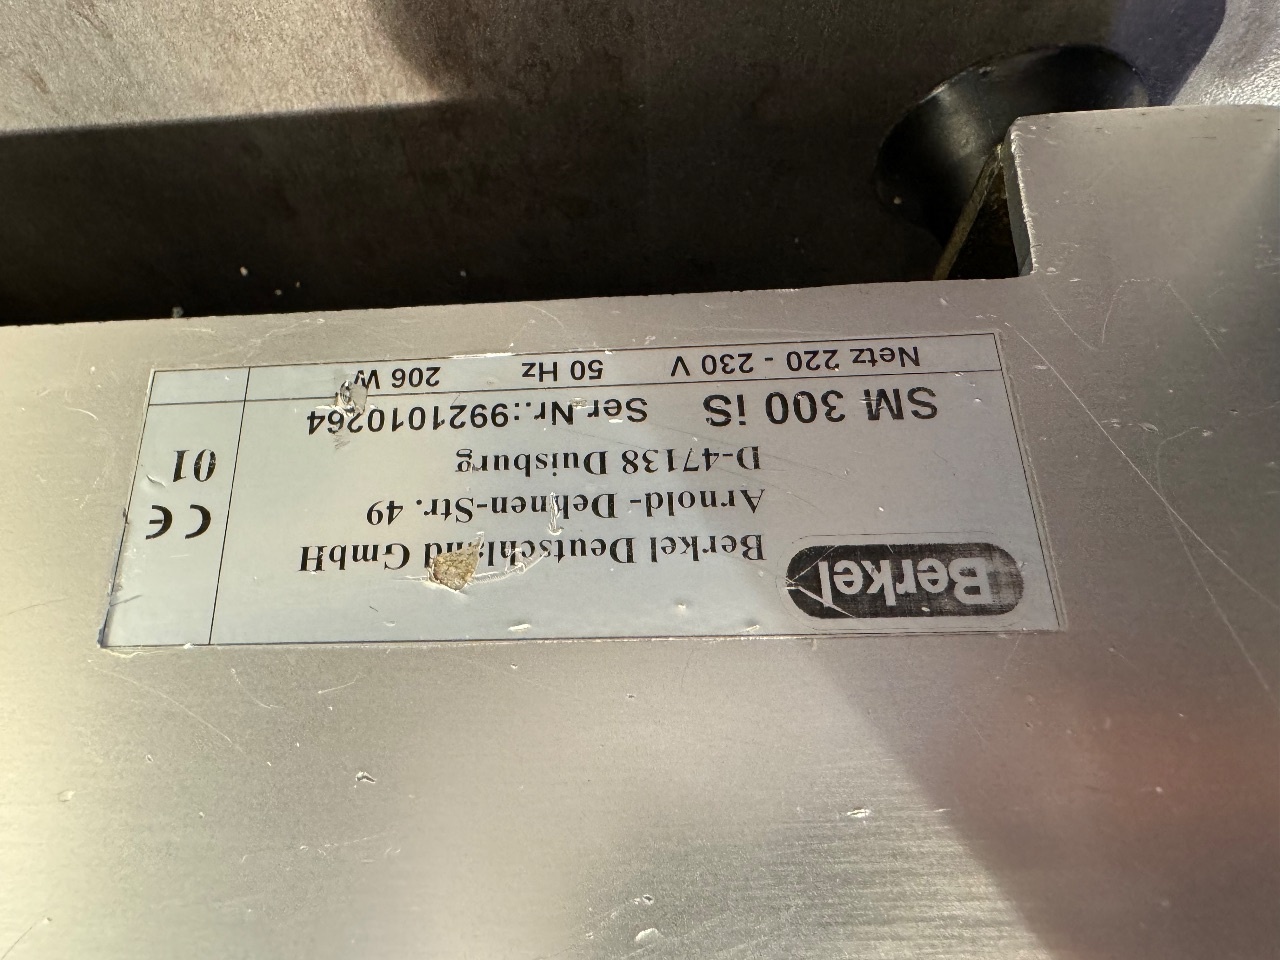 Berkel
Berkel Deutschland GmbH
Arnold- Dehnen-Str. 49
D-47138 Duisburg
CE
01
SM 300 iS Ser.Nr.:9921010264
Netz 220 - 230 V 50 Hz 206 W